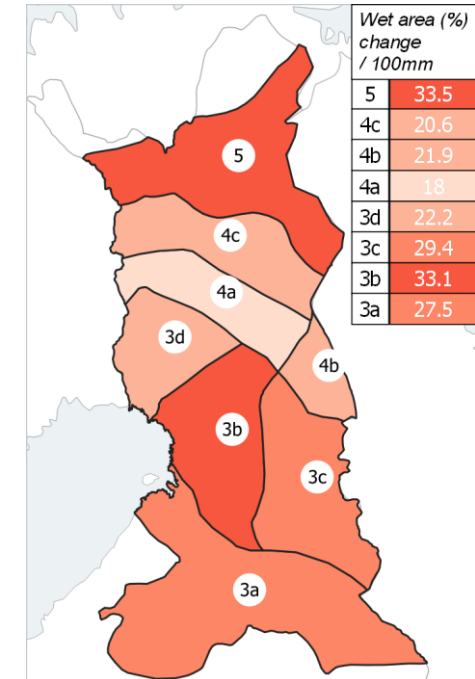 Wet area (%)
change
/ 100mm
5 33.5
4c 20.6
4b 21.9
4a 18
3d 22.2
3c 29.4
3b 33.1
3a 27.5
5
4c
4a
3d
4b
3b
3c
3a